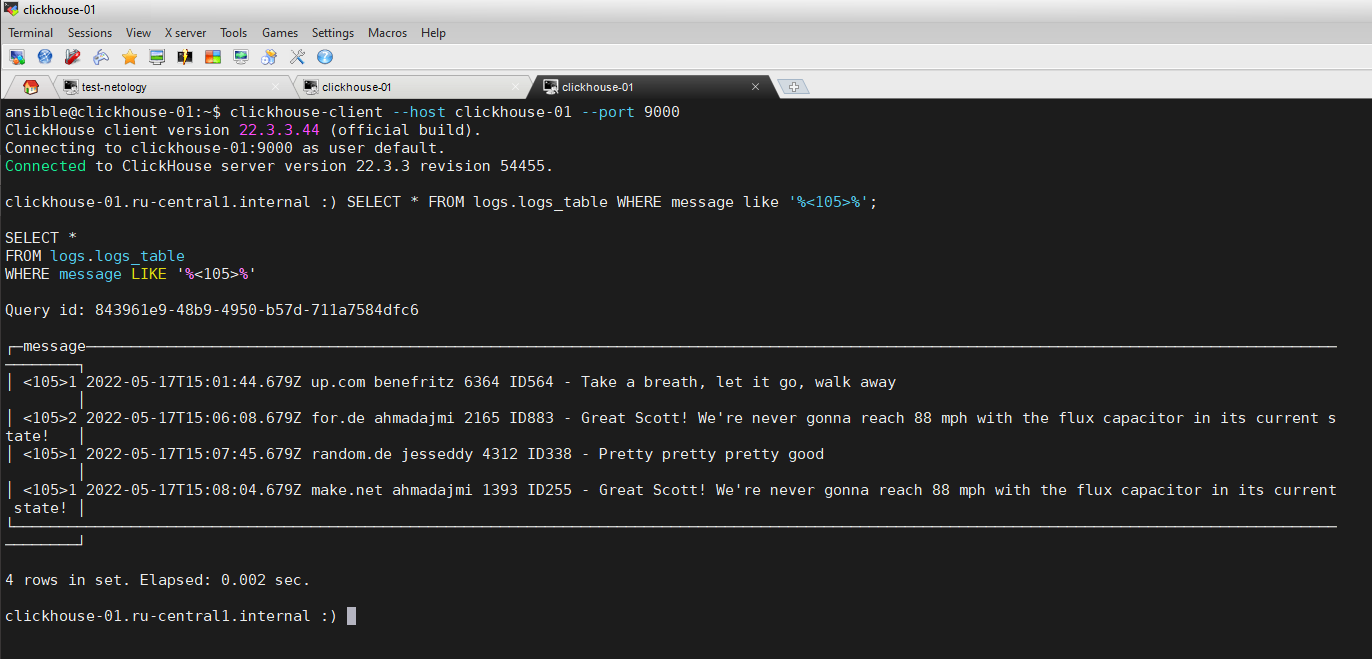 clickhouse-01
Terminal Sessions View X server Tools Games Settings Macros Help
test-netology clickhouse-01 clickhouse-01
ansible@clickhouse-01:~$ clickhouse-client --host clickhouse-01 --port 9000
ClickHouse client version 22.3.3.44 (official build).
Connecting to clickhouse-01:9000 as user default.
Connected to ClickHouse server version 22.3.3 revision 54455.
clickhouse-01.ru-central1.internal :) SELECT * FROM logs.logs_table WHERE message like '%<105>%';
SELECT *
FROM logs.logs_table
WHERE message LIKE '%<105>%'
Query id: 843961e9-48b9-4950-b57d-711a7584dfc6
message
<105>1 2022-05-17T15:01:44.679Z up.com benefritz 6364 ID564 - Take a breath, let it go, walk away
<105>2 2022-05-17T15:06:08.679Z for.de ahmadajmi 2165 ID883 - Great Scott! We're never gonna reach 88 mph with the flux capacitor in its current s
tate!
<105>1 2022-05-17T15:07:45.679Z random.de jesseddy 4312 ID338 - Pretty pretty pretty good
<105>1 2022-05-17T15:08:04.679Z make.net ahmadajmi 1393 ID255 - Great Scott! We're never gonna reach 88 mph with the flux capacitor in its current
state!
4 rows in set. Elapsed: 0.002 sec.
clickhouse-01.ru-central1.internal :)